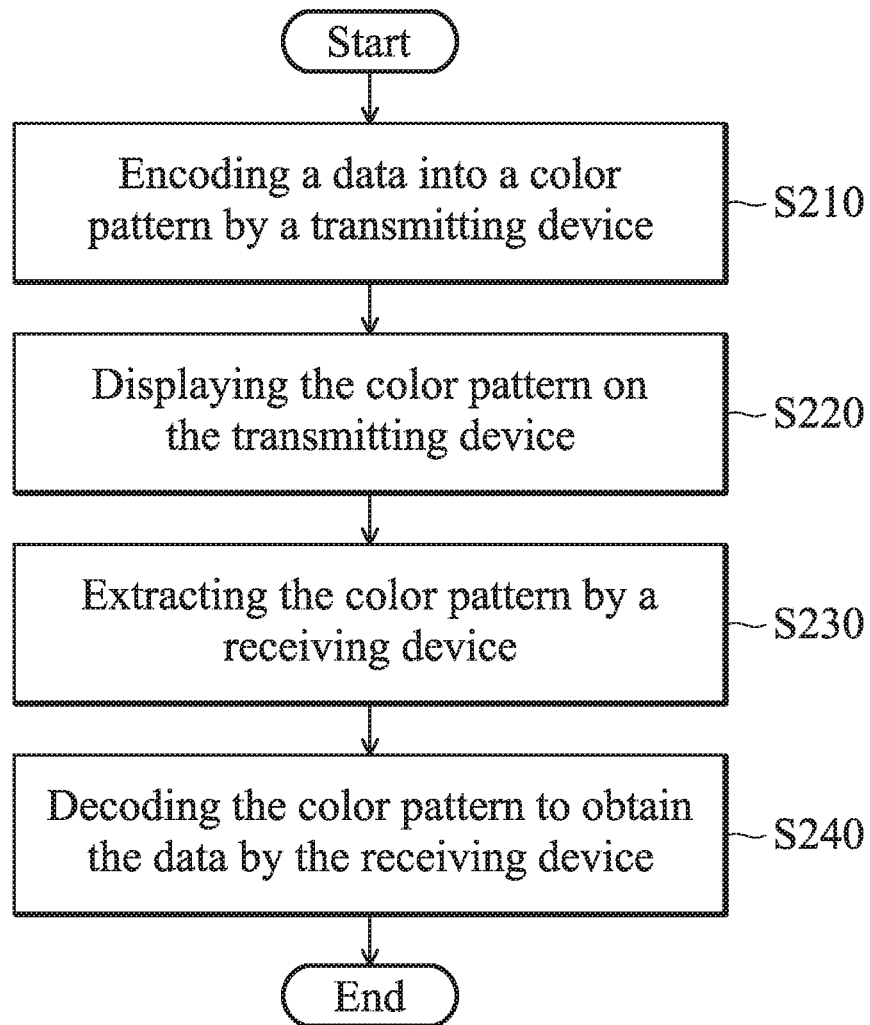 Start
Encoding a data into a color
pattern by a transmitting device
S210
Displaying the color pattern on
the transmitting device
S220
Extracting the color pattern by a
receiving device
S230
Decoding the color pattern to obtain
the data by the receiving device
S240
End